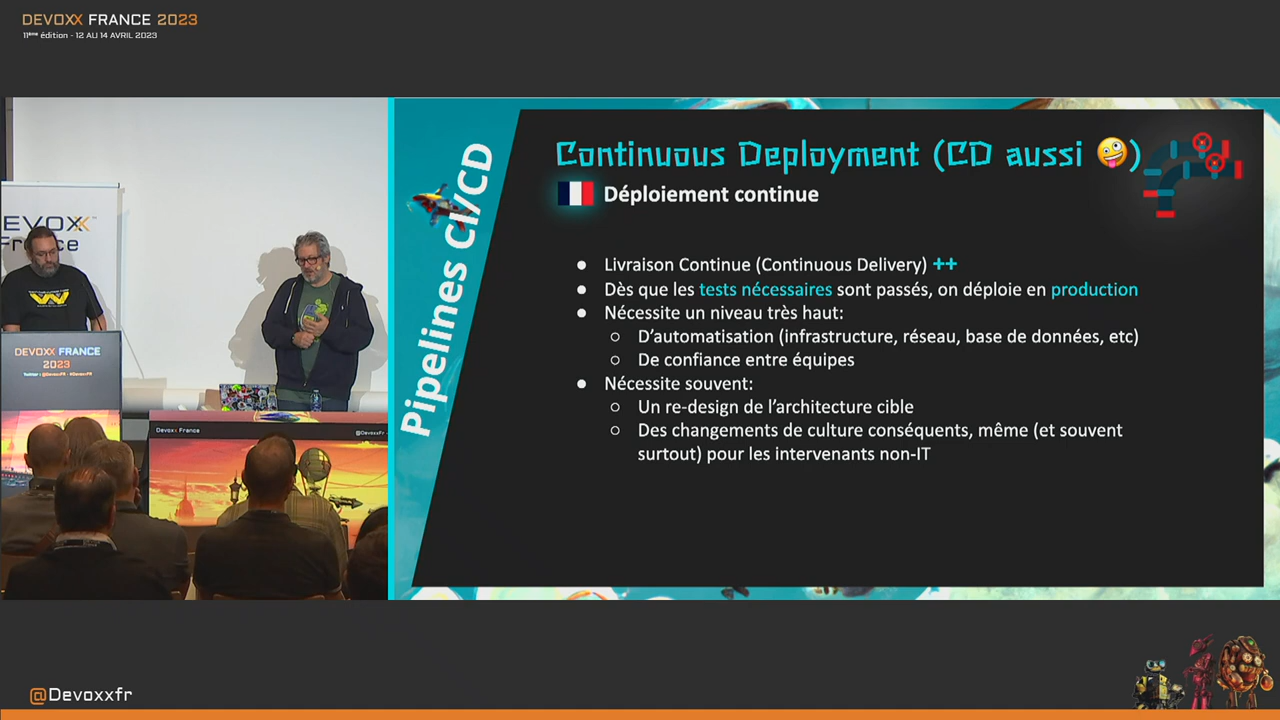 DEVOXX FRANCE 2023
11ème édition - 12 AU 14 AVRIL 2023
Pipelines CI/CD
Continuous Deployment (CD aussi 🤪)
🇫🇷 Déploiement continue
● Livraison Continue (Continuous Delivery) ++
● Dès que les tests nécessaires sont passés, on déploie en production
● Nécessite un niveau très haut:
○ D’automatisation (infrastructure, réseau, base de données, etc)
○ De confiance entre équipes
● Nécessite souvent:
○ Un re-design de l’architecture cible
○ Des changements de culture conséquents, même (et souvent
surtout) pour les intervenants non-IT
EVOXX
France
DEVOXX FRANCE
2023
Twitter : @DevoxxFR - #DevoxxFR
Devoxx France
@DevoxxFr -
@Devoxxfr